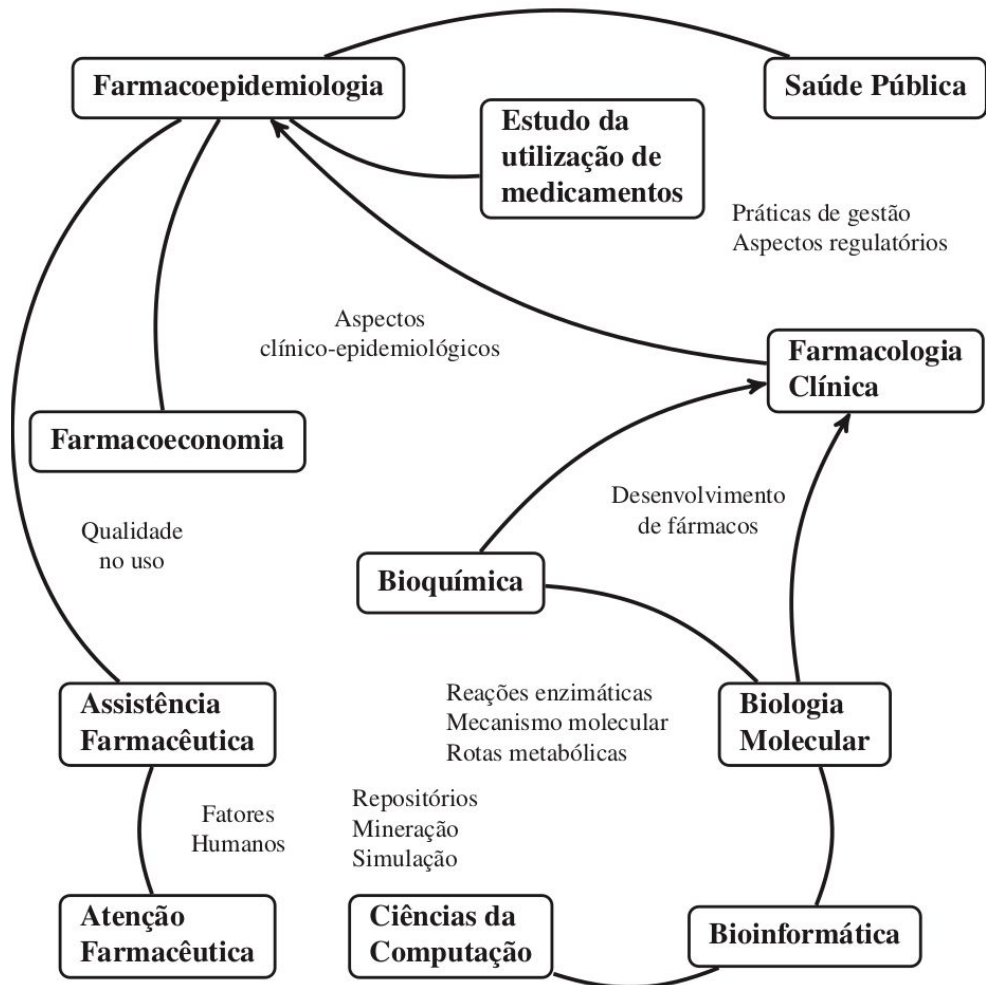 Farmacoepidemiologia
Saúde Pública
Estudo da
utilização de
medicamentos
Práticas de gestão
Aspectos regulatórios
Aspectos
clínico-epidemiológicos
Farmacologia
Clínica
Farmacoeconomia
Desenvolvimento
de fármacos
Qualidade
no uso
Bioquímica
Assistência
Farmacêutica
Reações enzimáticas
Mecanismo molecular
Rotas metabólicas
Biologia
Molecular
Fatores
Humanos
Repositórios
Mineração
Simulação
Atenção
Farmacêutica
Ciências da
Computação
Bioinformática